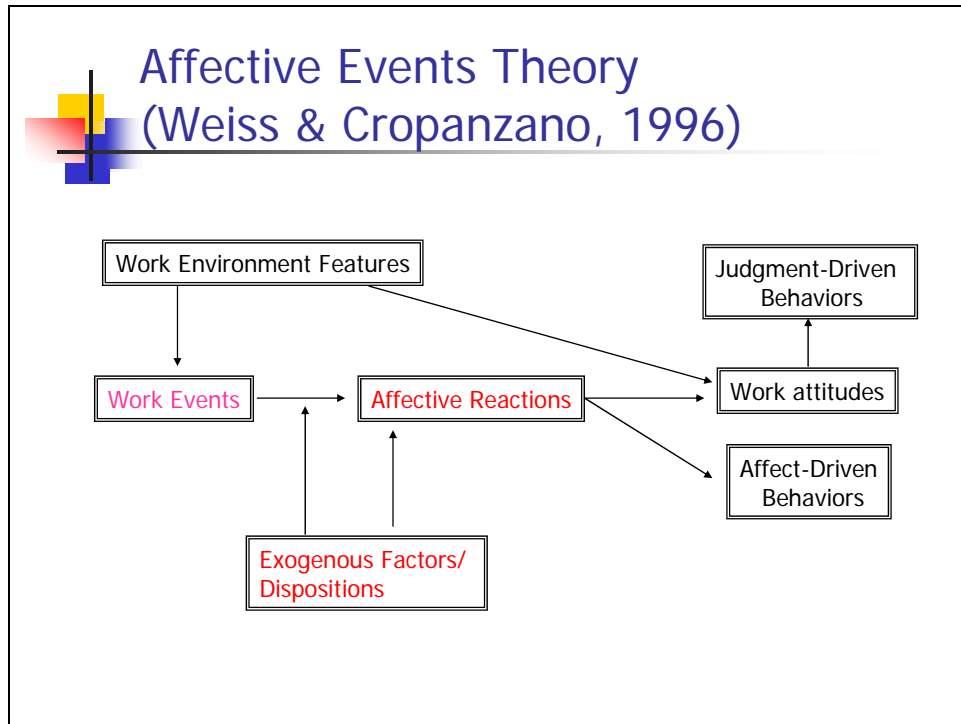 Affective Events Theory
(Weiss & Cropanzano, 1996)
Work Environment Features
Judgment-Driven
Behaviors
Work Events
Affective Reactions
Work attitudes
Affect-Driven
Behaviors
Exogenous Factors/
Dispositions